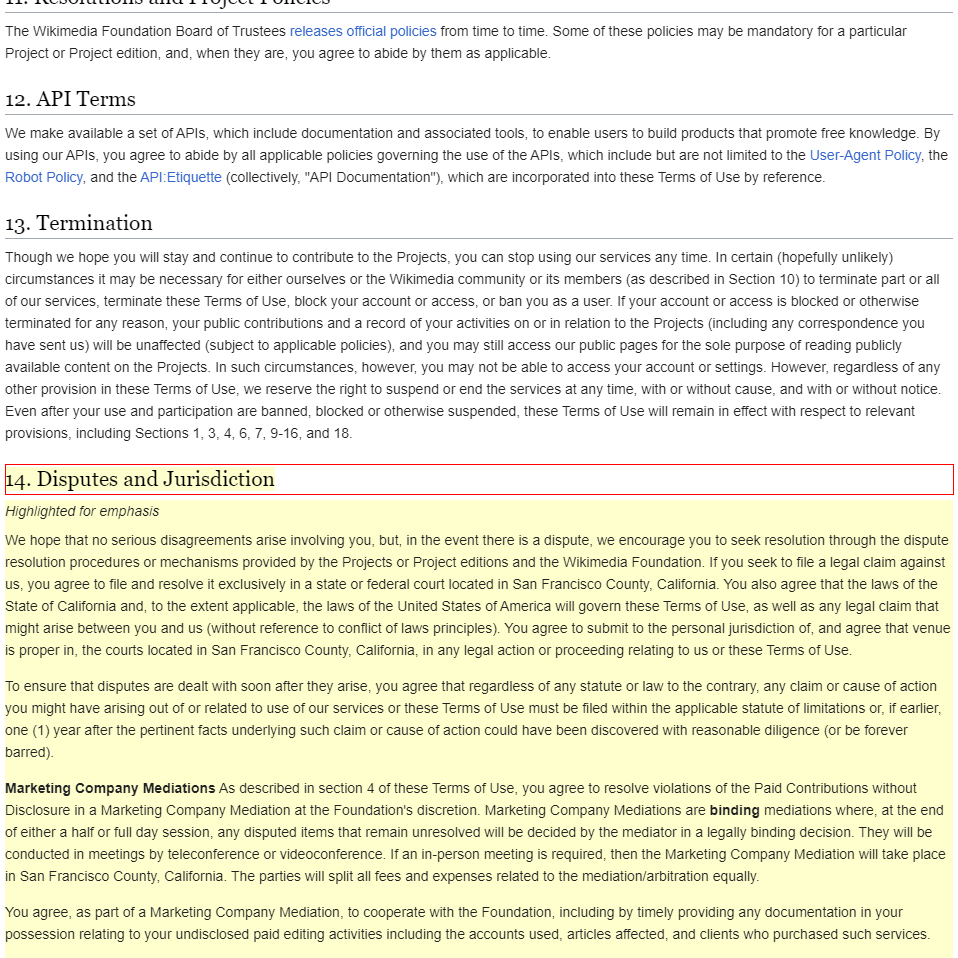 11. Resolutions and Project Policies
The Wikimedia Foundation Board of Trustees releases official policies from time to time. Some of these policies may be mandatory for a particular
Project or Project edition, and, when they are, you agree to abide by them as applicable.
12. API Terms
We make available a set of APIs, which include documentation and associated tools, to enable users to build products that promote free knowledge. By
using our APIs, you agree to abide by all applicable policies governing the use of the APIs, which include but are not limited to the User-Agent Policy, the
Robot Policy, and the API:Etiquette (collectively, "API Documentation"), which are incorporated into these Terms of Use by reference.
13. Termination
Though we hope you will stay and continue to contribute to the Projects, you can stop using our services any time. In certain (hopefully unlikely)
circumstances it may be necessary for either ourselves or the Wikimedia community or its members (as described in Section 10) to terminate part or all
of our services, terminate these Terms of Use, block your account or access, or ban you as a user. If your account or access is blocked or otherwise
terminated for any reason, your public contributions and a record of your activities on or in relation to the Projects (including any correspondence you
have sent us) will be unaffected (subject to applicable policies), and you may still access our public pages for the sole purpose of reading publicly
available content on the Projects. In such circumstances, however, you may not be able to access your account or settings. However, regardless of any
other provision in these Terms of Use, we reserve the right to suspend or end the services at any time, with or without cause, and with or without notice.
Even after your use and participation are banned, blocked or otherwise suspended, these Terms of Use will remain in effect with respect to relevant
provisions, including Sections 1, 3, 4, 6, 7, 9-16, and 18.
14. Disputes and Jurisdiction
Highlighted for emphasis
We hope that no serious disagreements arise involving you, but, in the event there is a dispute, we encourage you to seek resolution through the dispute
resolution procedures or mechanisms provided by the Projects or Project editions and the Wikimedia Foundation. If you seek to file a legal claim against
us, you agree to file and resolve it exclusively in a state or federal court located in San Francisco County, California. You also agree that the laws of the
State of California and, to the extent applicable, the laws of the United States of America will govern these Terms of Use, as well as any legal claim that
might arise between you and us (without reference to conflict of laws principles). You agree to submit to the personal jurisdiction of, and agree that venue
is proper in, the courts located in San Francisco County, California, in any legal action or proceeding relating to us or these Terms of Use.
To ensure that disputes are dealt with soon after they arise, you agree that regardless of any statute or law to the contrary, any claim or cause of action
you might have arising out of or related to use of our services or these Terms of Use must be filed within the applicable statute of limitations or, if earlier,
one (1) year after the pertinent facts underlying such claim or cause of action could have been discovered with reasonable diligence (or be forever
barred).
Marketing Company Mediations As described in section 4 of these Terms of Use, you agree to resolve violations of the Paid Contributions without
Disclosure in a Marketing Company Mediation at the Foundation's discretion. Marketing Company Mediations are binding mediations where, at the end
of either a half or full day session, any disputed items that remain unresolved will be decided by the mediator in a legally binding decision. They will be
conducted in meetings by teleconference or videoconference. If an in-person meeting is required, then the Marketing Company Mediation will take place
in San Francisco County, California. The parties will split all fees and expenses related to the mediation/arbitration equally.
You agree, as part of a Marketing Company Mediation, to cooperate with the Foundation, including by timely providing any documentation in your
possession relating to your undisclosed paid editing activities including the accounts used, articles affected, and clients who purchased such services.